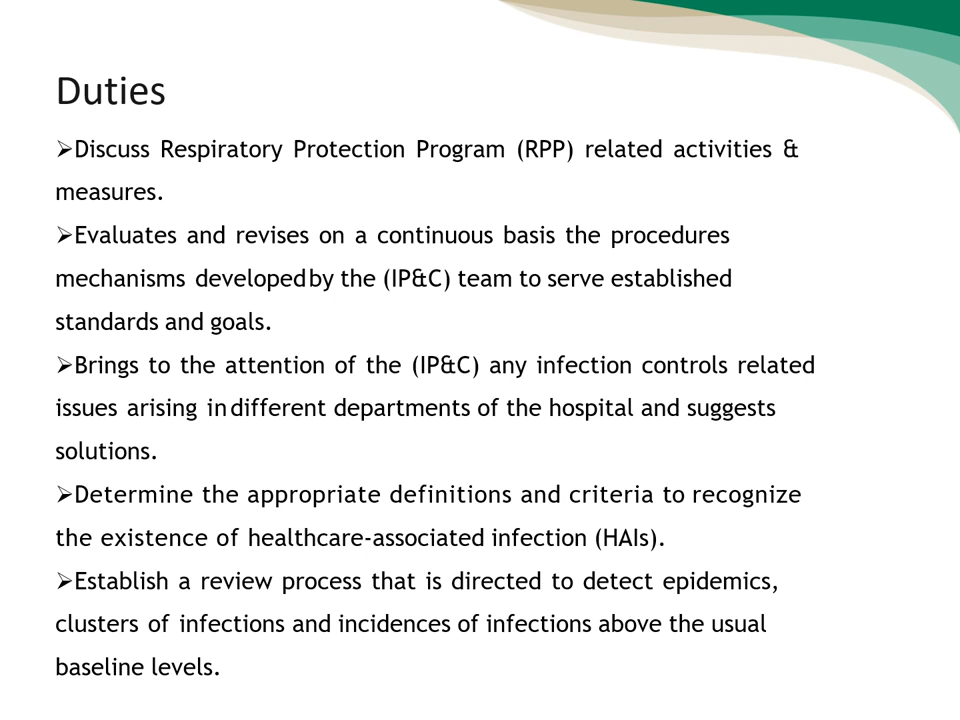 Duties
➢Discuss Respiratory Protection Program (RPP) related activities &
measures.
➢Evaluates and revises on a continuous basis the procedures
mechanisms developed by the (IP&C) team to serve established
standards and goals.
➢Brings to the attention of the (IP&C) any infection controls related
issues arising in different departments of the hospital and suggests
solutions.
➢Determine the appropriate definitions and criteria to recognize
the existence of healthcare-associated infection (HAIs).
➢Establish a review process that is directed to detect epidemics,
clusters of infections and incidences of infections above the usual
baseline levels.